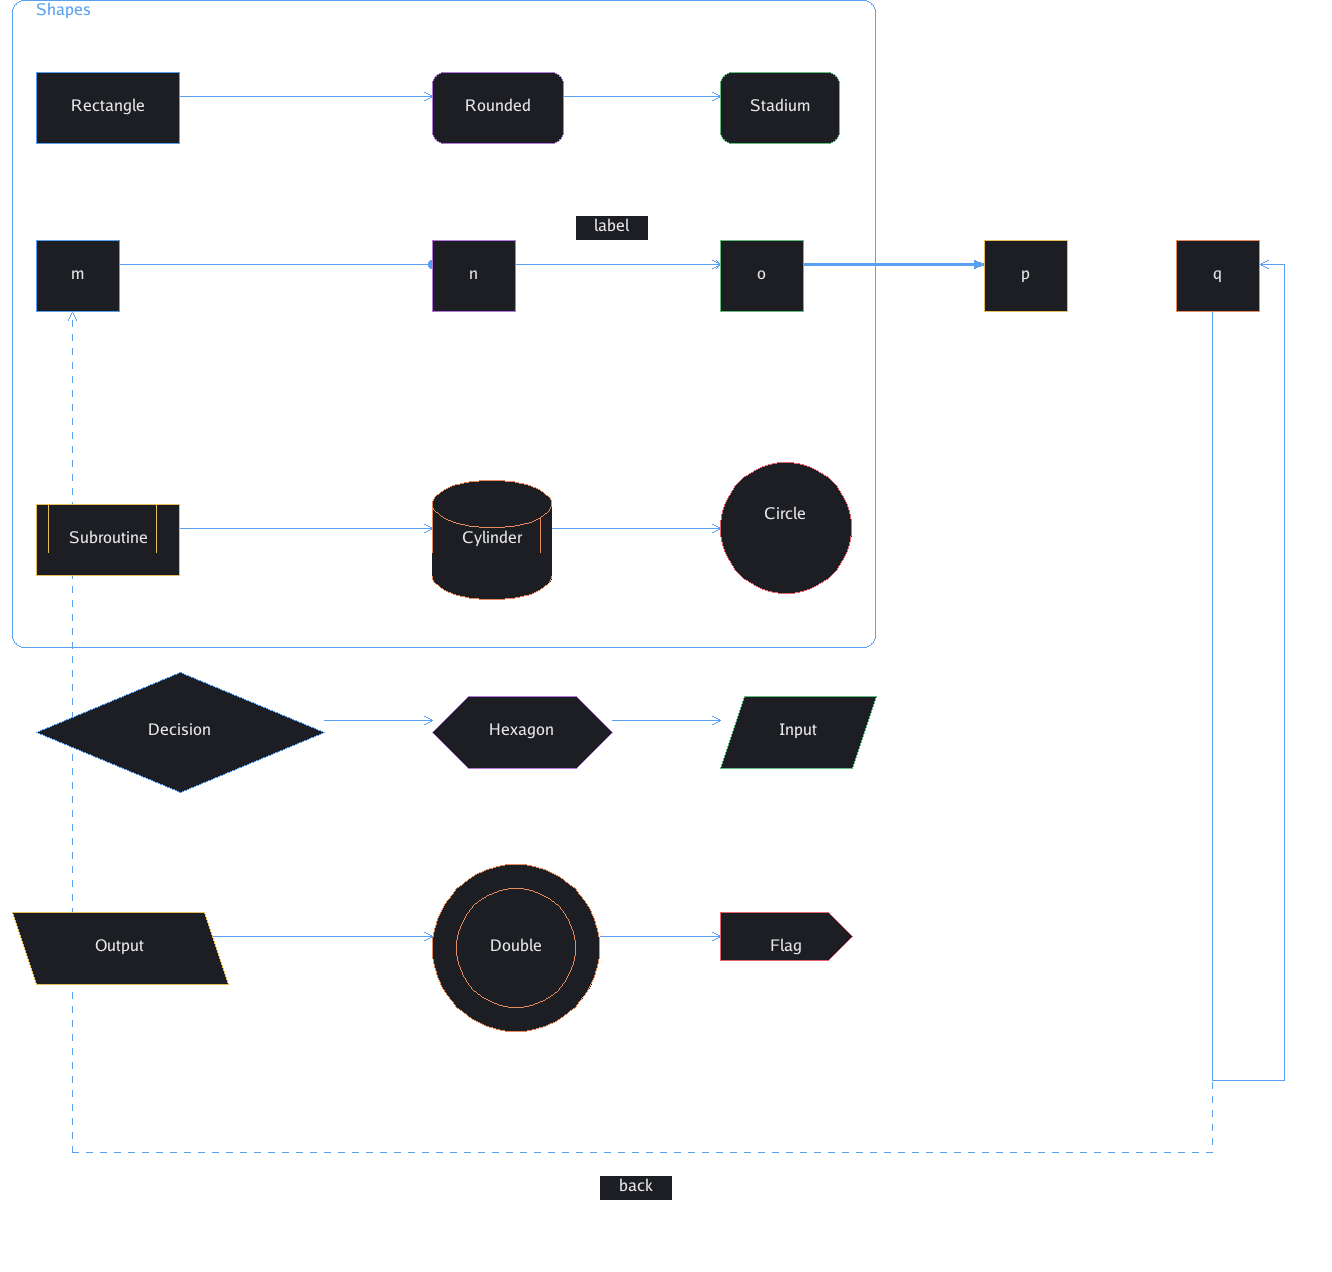 Shapes
Rectangle
Rounded
Stadium
label
m
n
o
p
q
Subroutine
Cylinder
Circle
Decision
Hexagon
Input
Output
Double
Flag
back